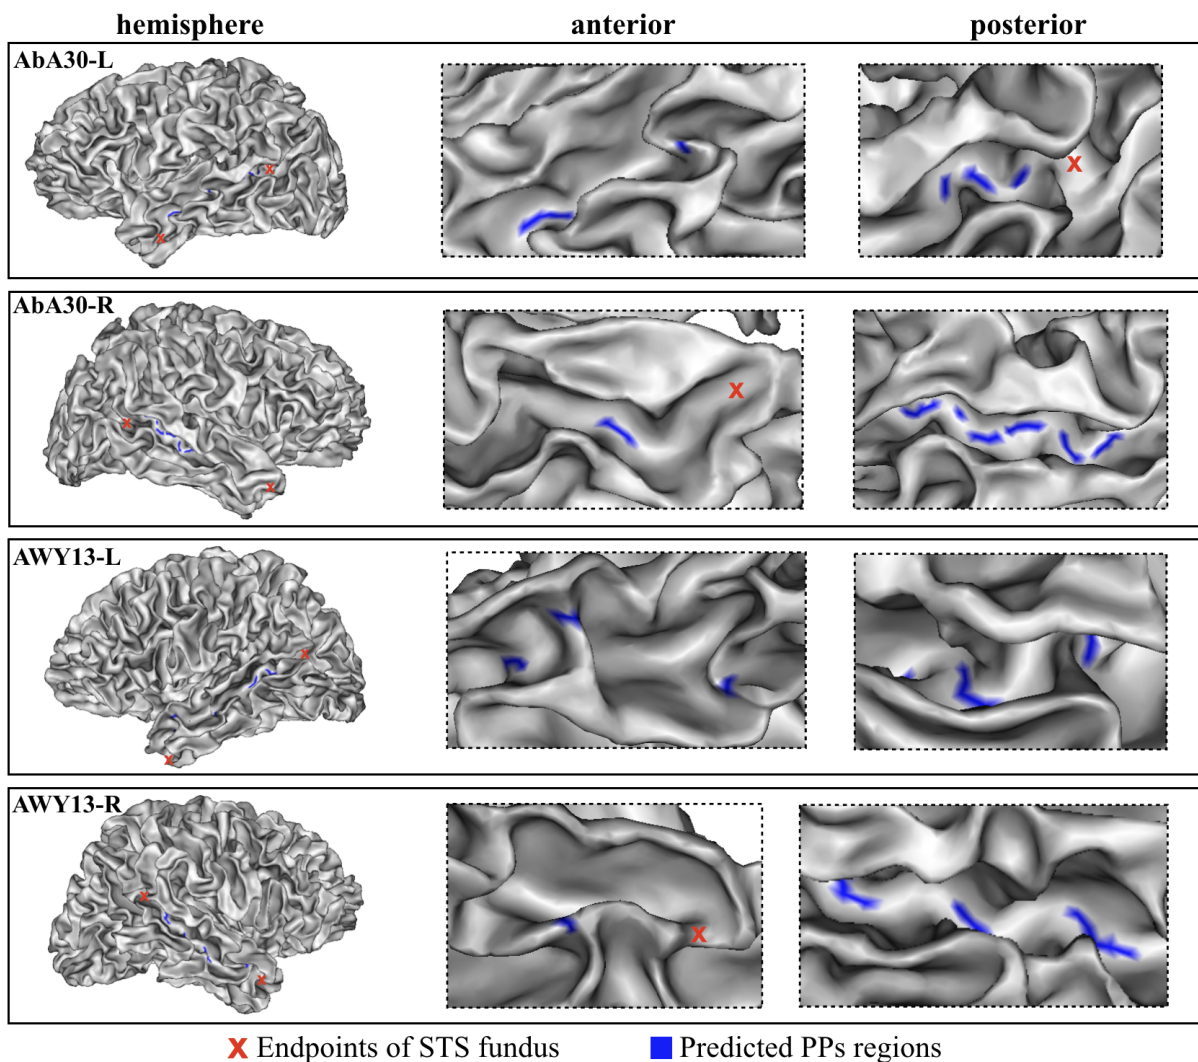 hemisphere anterior posterior
AbA30-L
AbA30-R
AWY13-L
AWY13-R
X Endpoints of STS fundus Predicted PPs regions